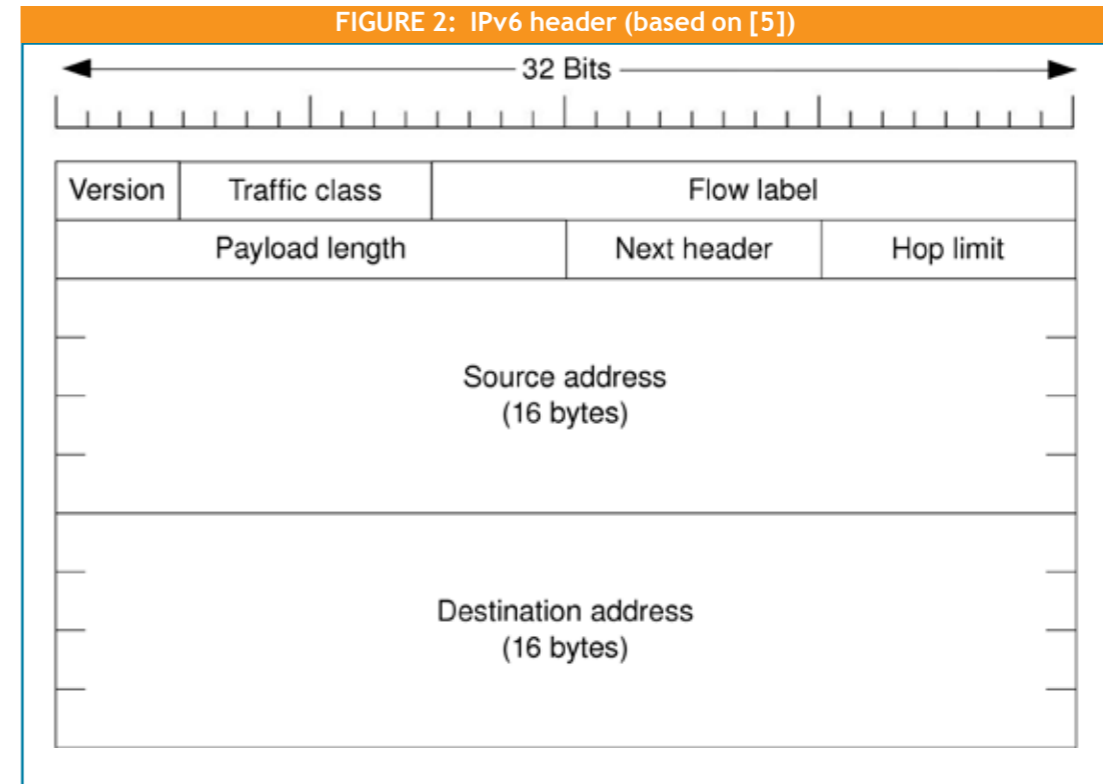 FIGURE 2: IPv6 header (based on [5])
32 Bits
Version Traffic class Flow label
Payload length Next header Hop limit
Source address
(16 bytes)
Destination address
(16 bytes)